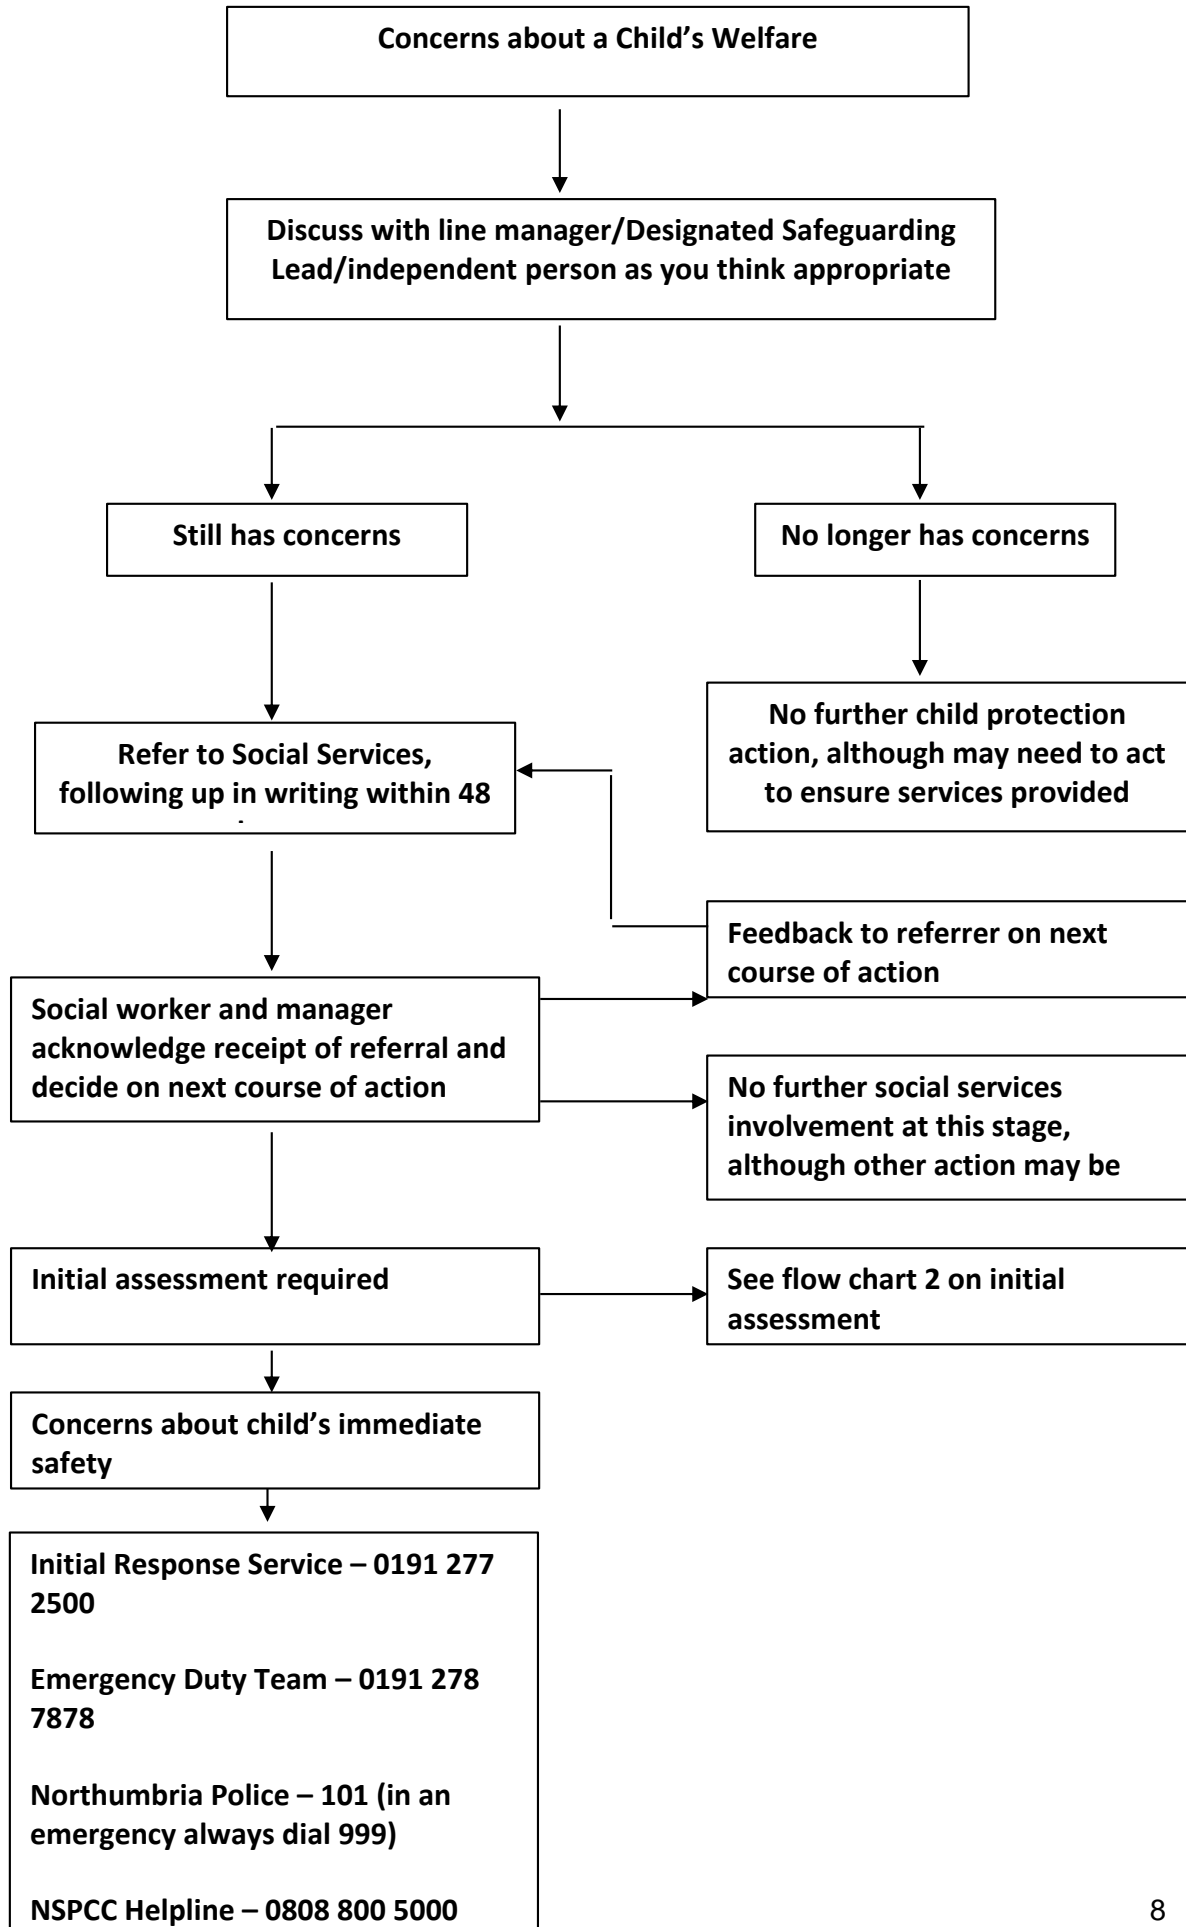 Concerns about a Child’s Welfare
Discuss with line manager/Designated Safeguarding
Lead/independent person as you think appropriate
Still has concerns
No longer has concerns
Refer to Social Services,
following up in writing within 48
No further child protection
action, although may need to act
to ensure services provided
Feedback to referrer on next
course of action
Social worker and manager
acknowledge receipt of referral and
decide on next course of action
No further social services
involvement at this stage,
although other action may be
Initial assessment required
See flow chart 2 on initial
assessment
Concerns about child’s immediate
safety
Initial Response Service – 0191 277
2500
Emergency Duty Team – 0191 278
7878
Northumbria Police – 101 (in an
emergency always dial 999)
NSPCC Helpline – 0808 800 5000
8